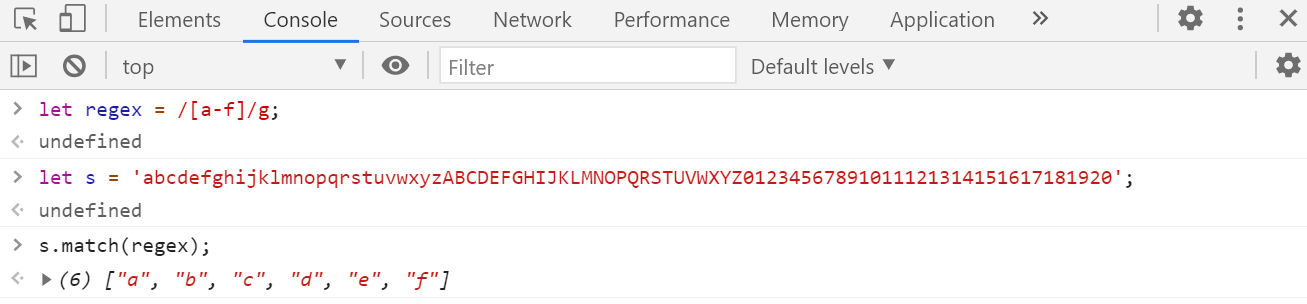 Elements Console Sources Network Performance Memory Application »
top ▼ Filter Default levels ▼
> let regex = /[a-f]/g;
<· undefined
> let s = 'abcdefghijklmnopqrstuvwxyzABCDEFGHIJKLMNOPQRSTUVWXYZ01234567891011121314151617181920';
<· undefined
> s.match(regex);
<· ▶ (6) ["a", "b", "c", "d", "e", "f"]